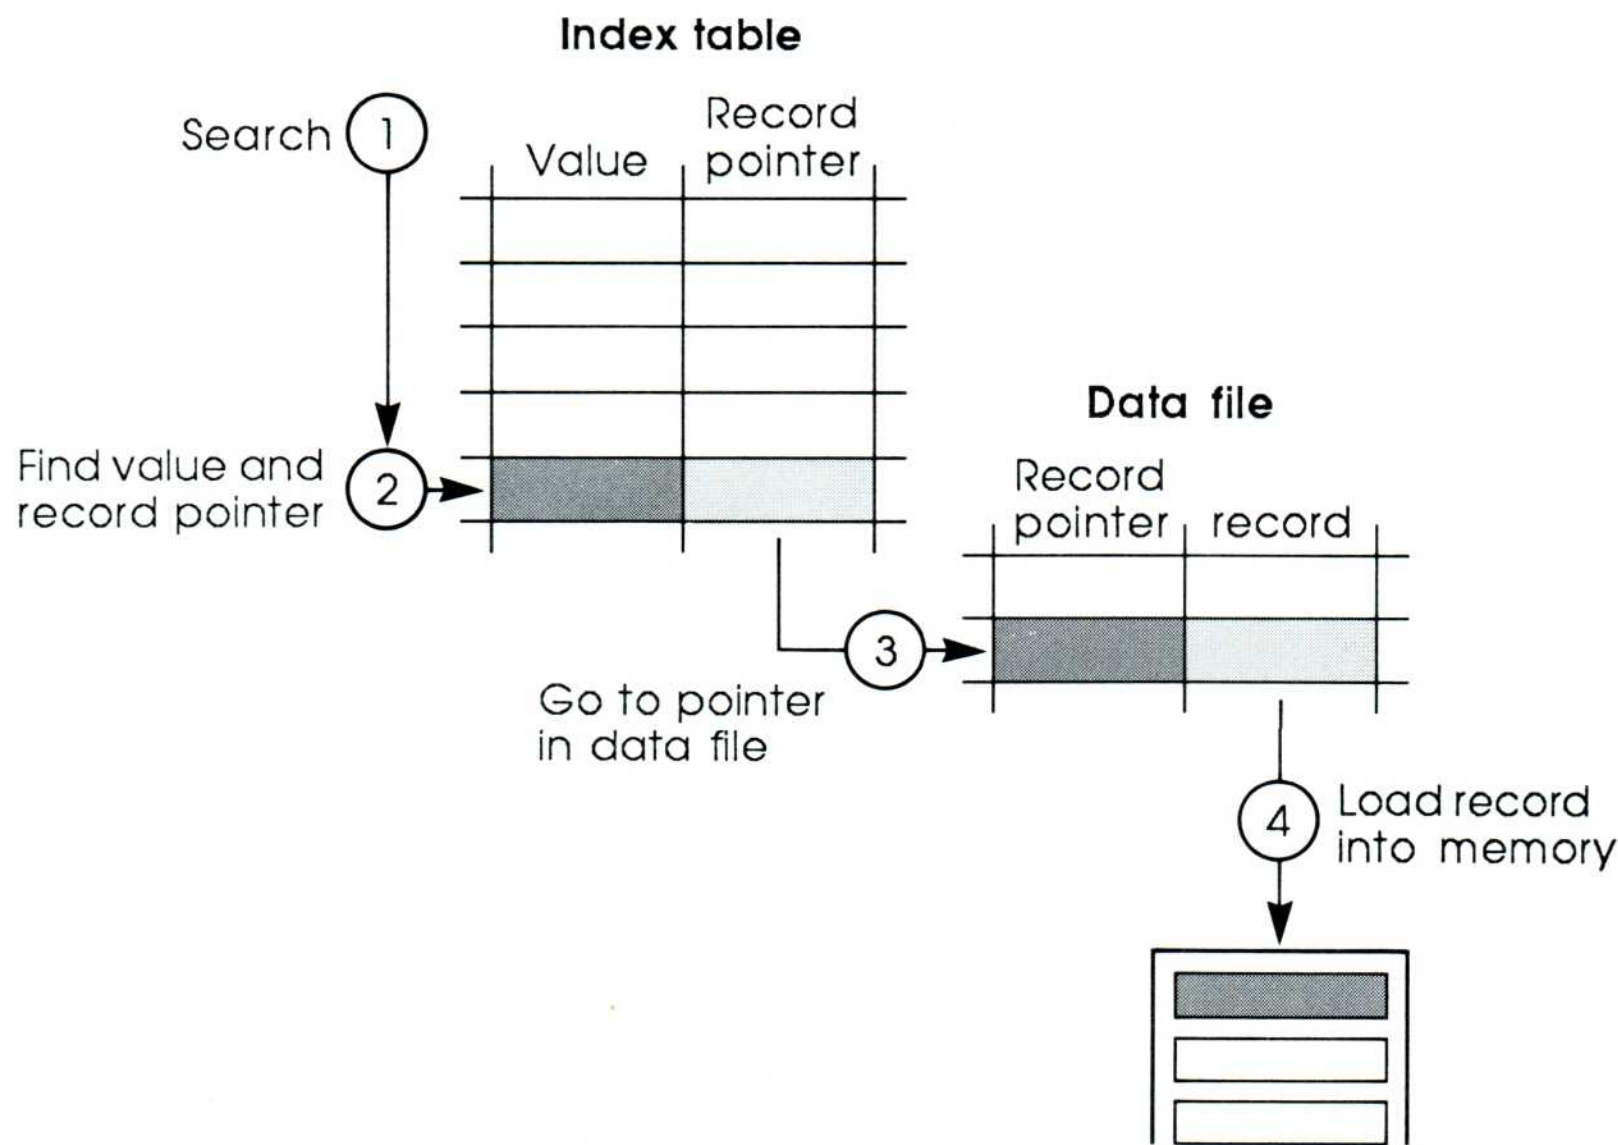 Index table
Search 1
Value
Record
pointer
Find value and
record pointer
2
Data file
Record
pointer
record
3
Go to pointer
in data file
4
Load record
into memory